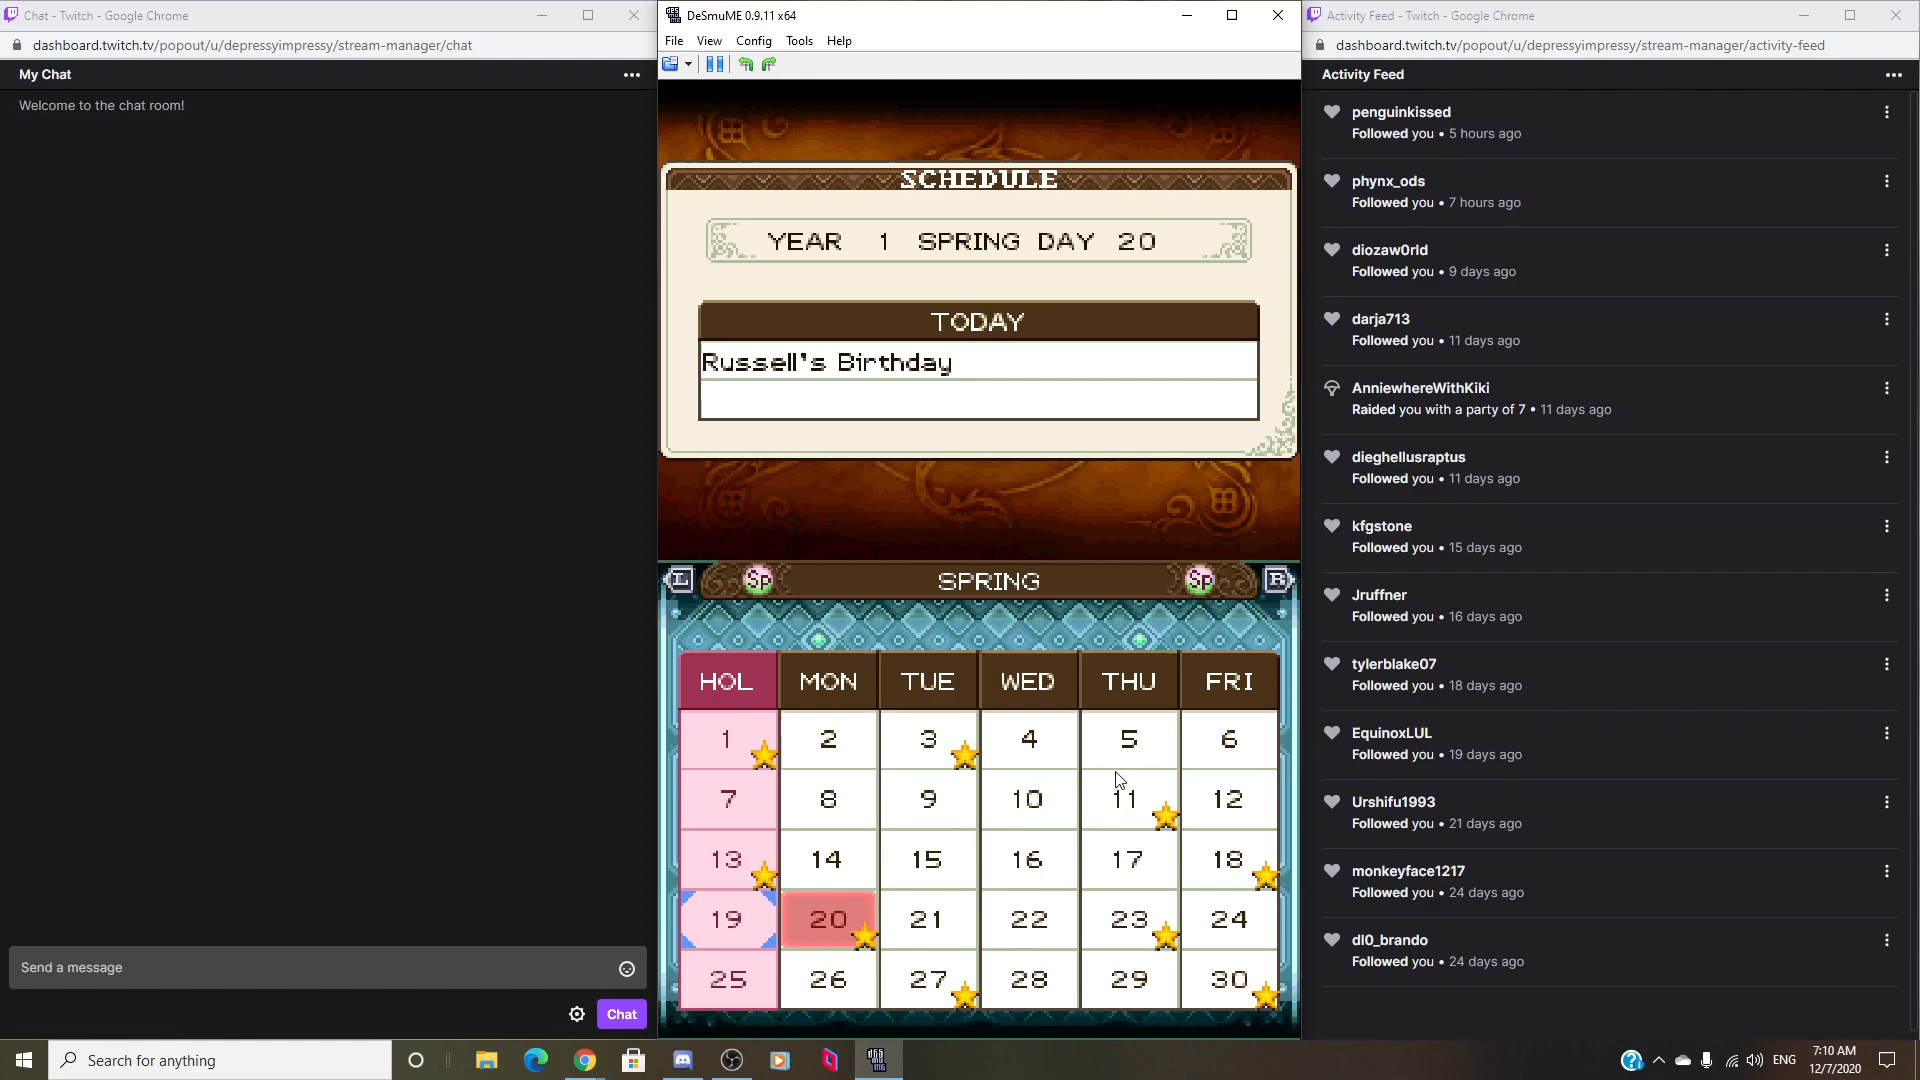 Chat - Twitch - Google Chrome
dashboard.twitch.tv/popout/u/depressyimpressy/stream-manager/chat
My Chat
Welcome to the chat room!
Send a message
Chat
DeSmuME 0.9.11 x64
File View Config Tools Help
SCHEDULE
YEAR 1 SPRING DAY 20
TODAY
Russell's Birthday
L Sp SPRING Sp R
HOL MON TUE WED THU FRI
1 2 3 4 5 6
7 8 9 10 11 12
13 14 15 16 17 18
19 20 21 22 23 24
25 26 27 28 29 30
Activity Feed - Twitch - Google Chrome
dashboard.twitch.tv/popout/u/depressyimpressy/stream-manager/activity-feed
Activity Feed
penguinkissed
Followed you • 5 hours ago
phynx_ods
Followed you • 7 hours ago
diozaw0rld
Followed you • 9 days ago
darja713
Followed you • 11 days ago
AnniewhereWithKiki
Raided you with a party of 7 • 11 days ago
dieghellusraptus
Followed you • 11 days ago
kfgstone
Followed you • 15 days ago
Jruffner
Followed you • 16 days ago
tylerblake07
Followed you • 18 days ago
EquinoxLUL
Followed you • 19 days ago
Urshifu1993
Followed you • 21 days ago
monkeyface1217
Followed you • 24 days ago
dl0_brando
Followed you • 24 days ago
Search for anything
ENG
7:10 AM
12/7/2020